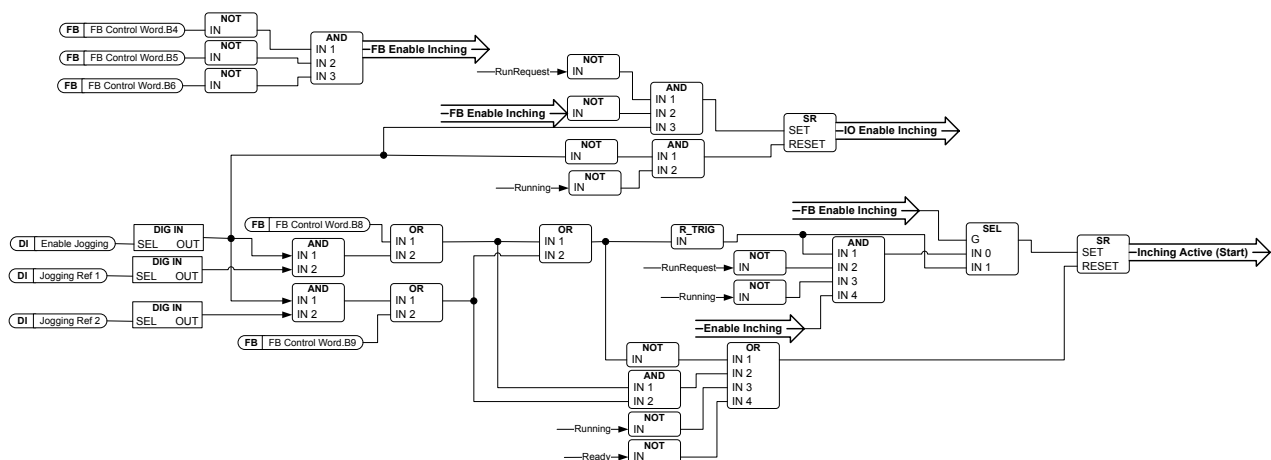 NOT
FB FB Control Word.B4 IN
AND
NOT IN 1 FB Enable Inching
FB FB Control Word.B5 IN IN 2
NOT IN 3
FB FB Control Word.B6 IN
NOT
RunRequest IN
AND
NOT IN 1
FB Enable Inching IN IN 2
IN 3
SR
SET IO Enable Inching
RESET
NOT AND
IN IN 1
NOT IN 2
Running IN
FB Enable Inching
DIG IN FB FB Control Word.B8 OR OR R_TRIG SEL
DI Enable Jogging SEL OUT AND IN 1 IN 1 IN AND G SR
IN 1 IN 2 IN 2 NOT IN 1 IN 0 SET Inching Active (Start)
DIG IN IN 2 RunRequest IN IN 2 IN 1 RESET
DI Jogging Ref 1 SEL OUT NOT IN 3
AND OR Running IN IN 4
DIG IN IN 1 IN 1
DI Jogging Ref 2 SEL OUT IN 2 IN 2
Enable Inching
FB FB Control Word.B9
NOT OR
IN IN 1
AND IN 2
IN 1 IN 3
IN 2 IN 4
NOT
Running IN
NOT
Ready IN